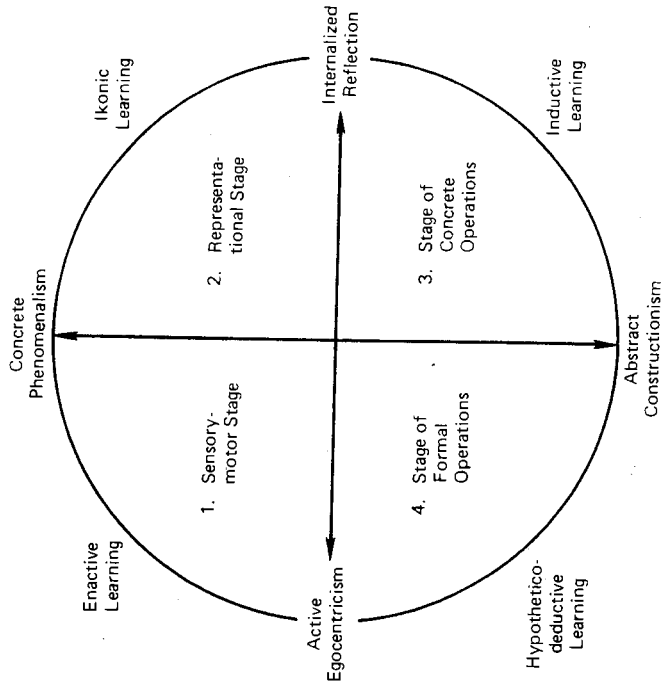 Concrete
Phenomenalism
Enactive
Learning
Ikonic
Learning
1. Sensory-
motor Stage
2. Representa-
tional Stage
Active
Egocentricism
Internalized
Reflection
4. Stage of
Formal
Operations
3. Stage of
Concrete
Operations
Hypothetico-
deductive
Learning
Inductive
Learning
Abstract
Constructionism